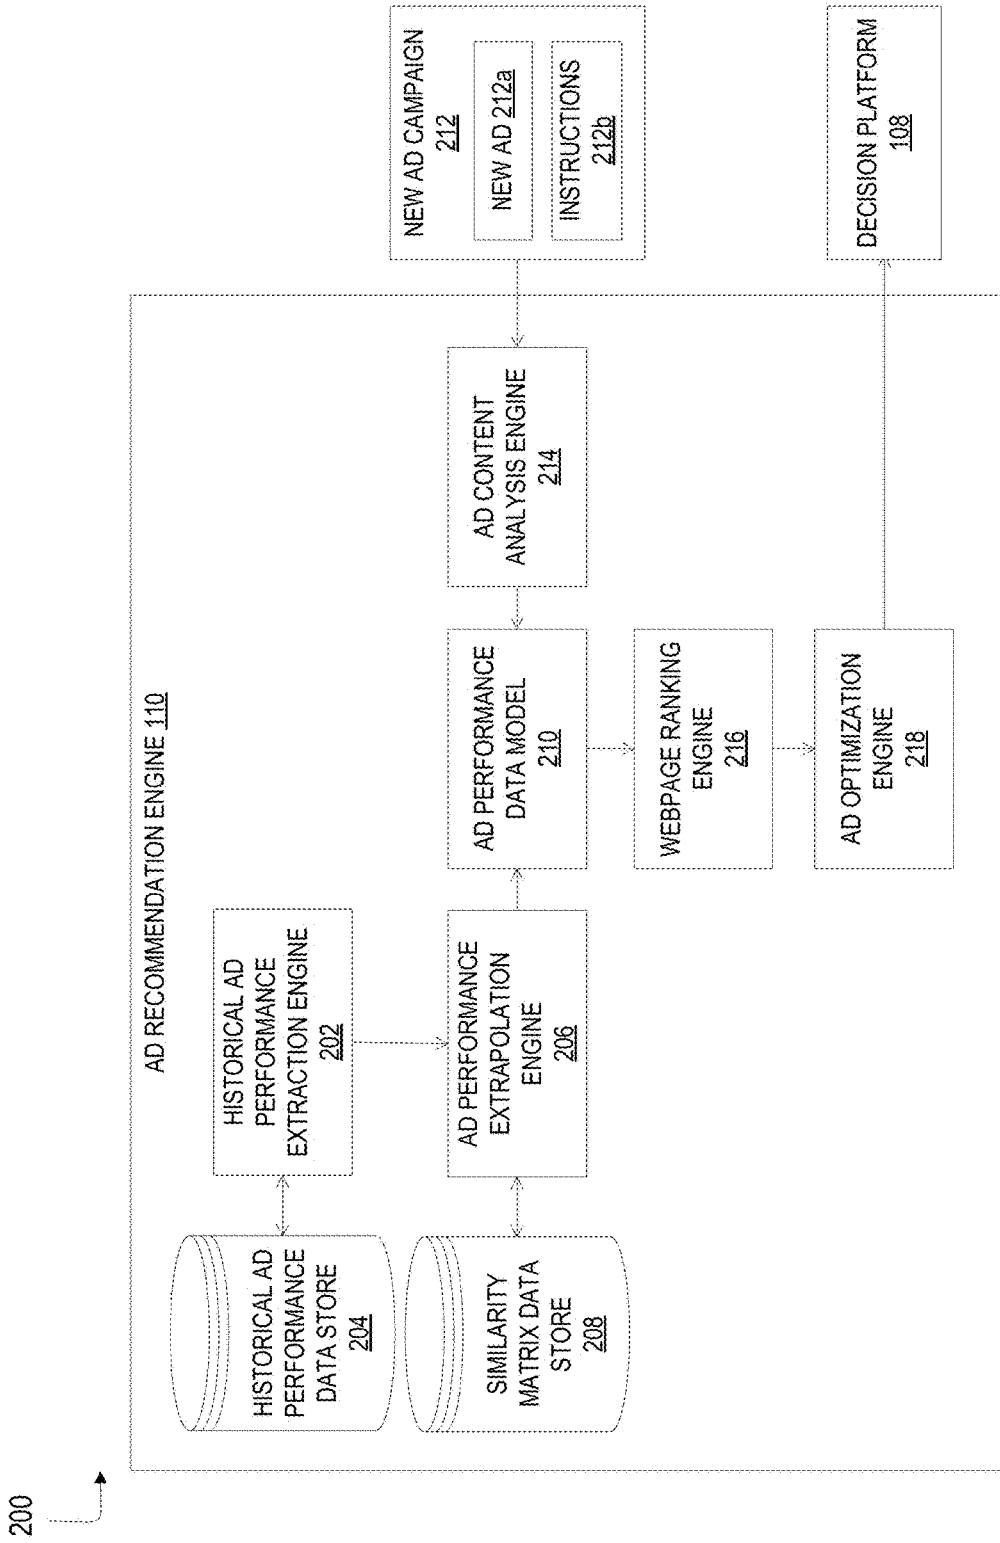 200
AD RECOMMENDATION ENGINE 110
HISTORICAL AD
PERFORMANCE
DATA STORE
204
HISTORICAL AD
PERFORMANCE
EXTRACTION ENGINE
202
SIMILARITY
MATRIX DATA
STORE
208
AD PERFORMANCE
EXTRAPOLATION
ENGINE
206
AD PERFORMANCE
DATA MODEL
210
AD CONTENT
ANALYSIS ENGINE
214
NEW AD CAMPAIGN
212
NEW AD 212a
INSTRUCTIONS
212b
WEBPAGE RANKING
ENGINE
216
AD OPTIMIZATION
ENGINE
218
DECISION PLATFORM
108